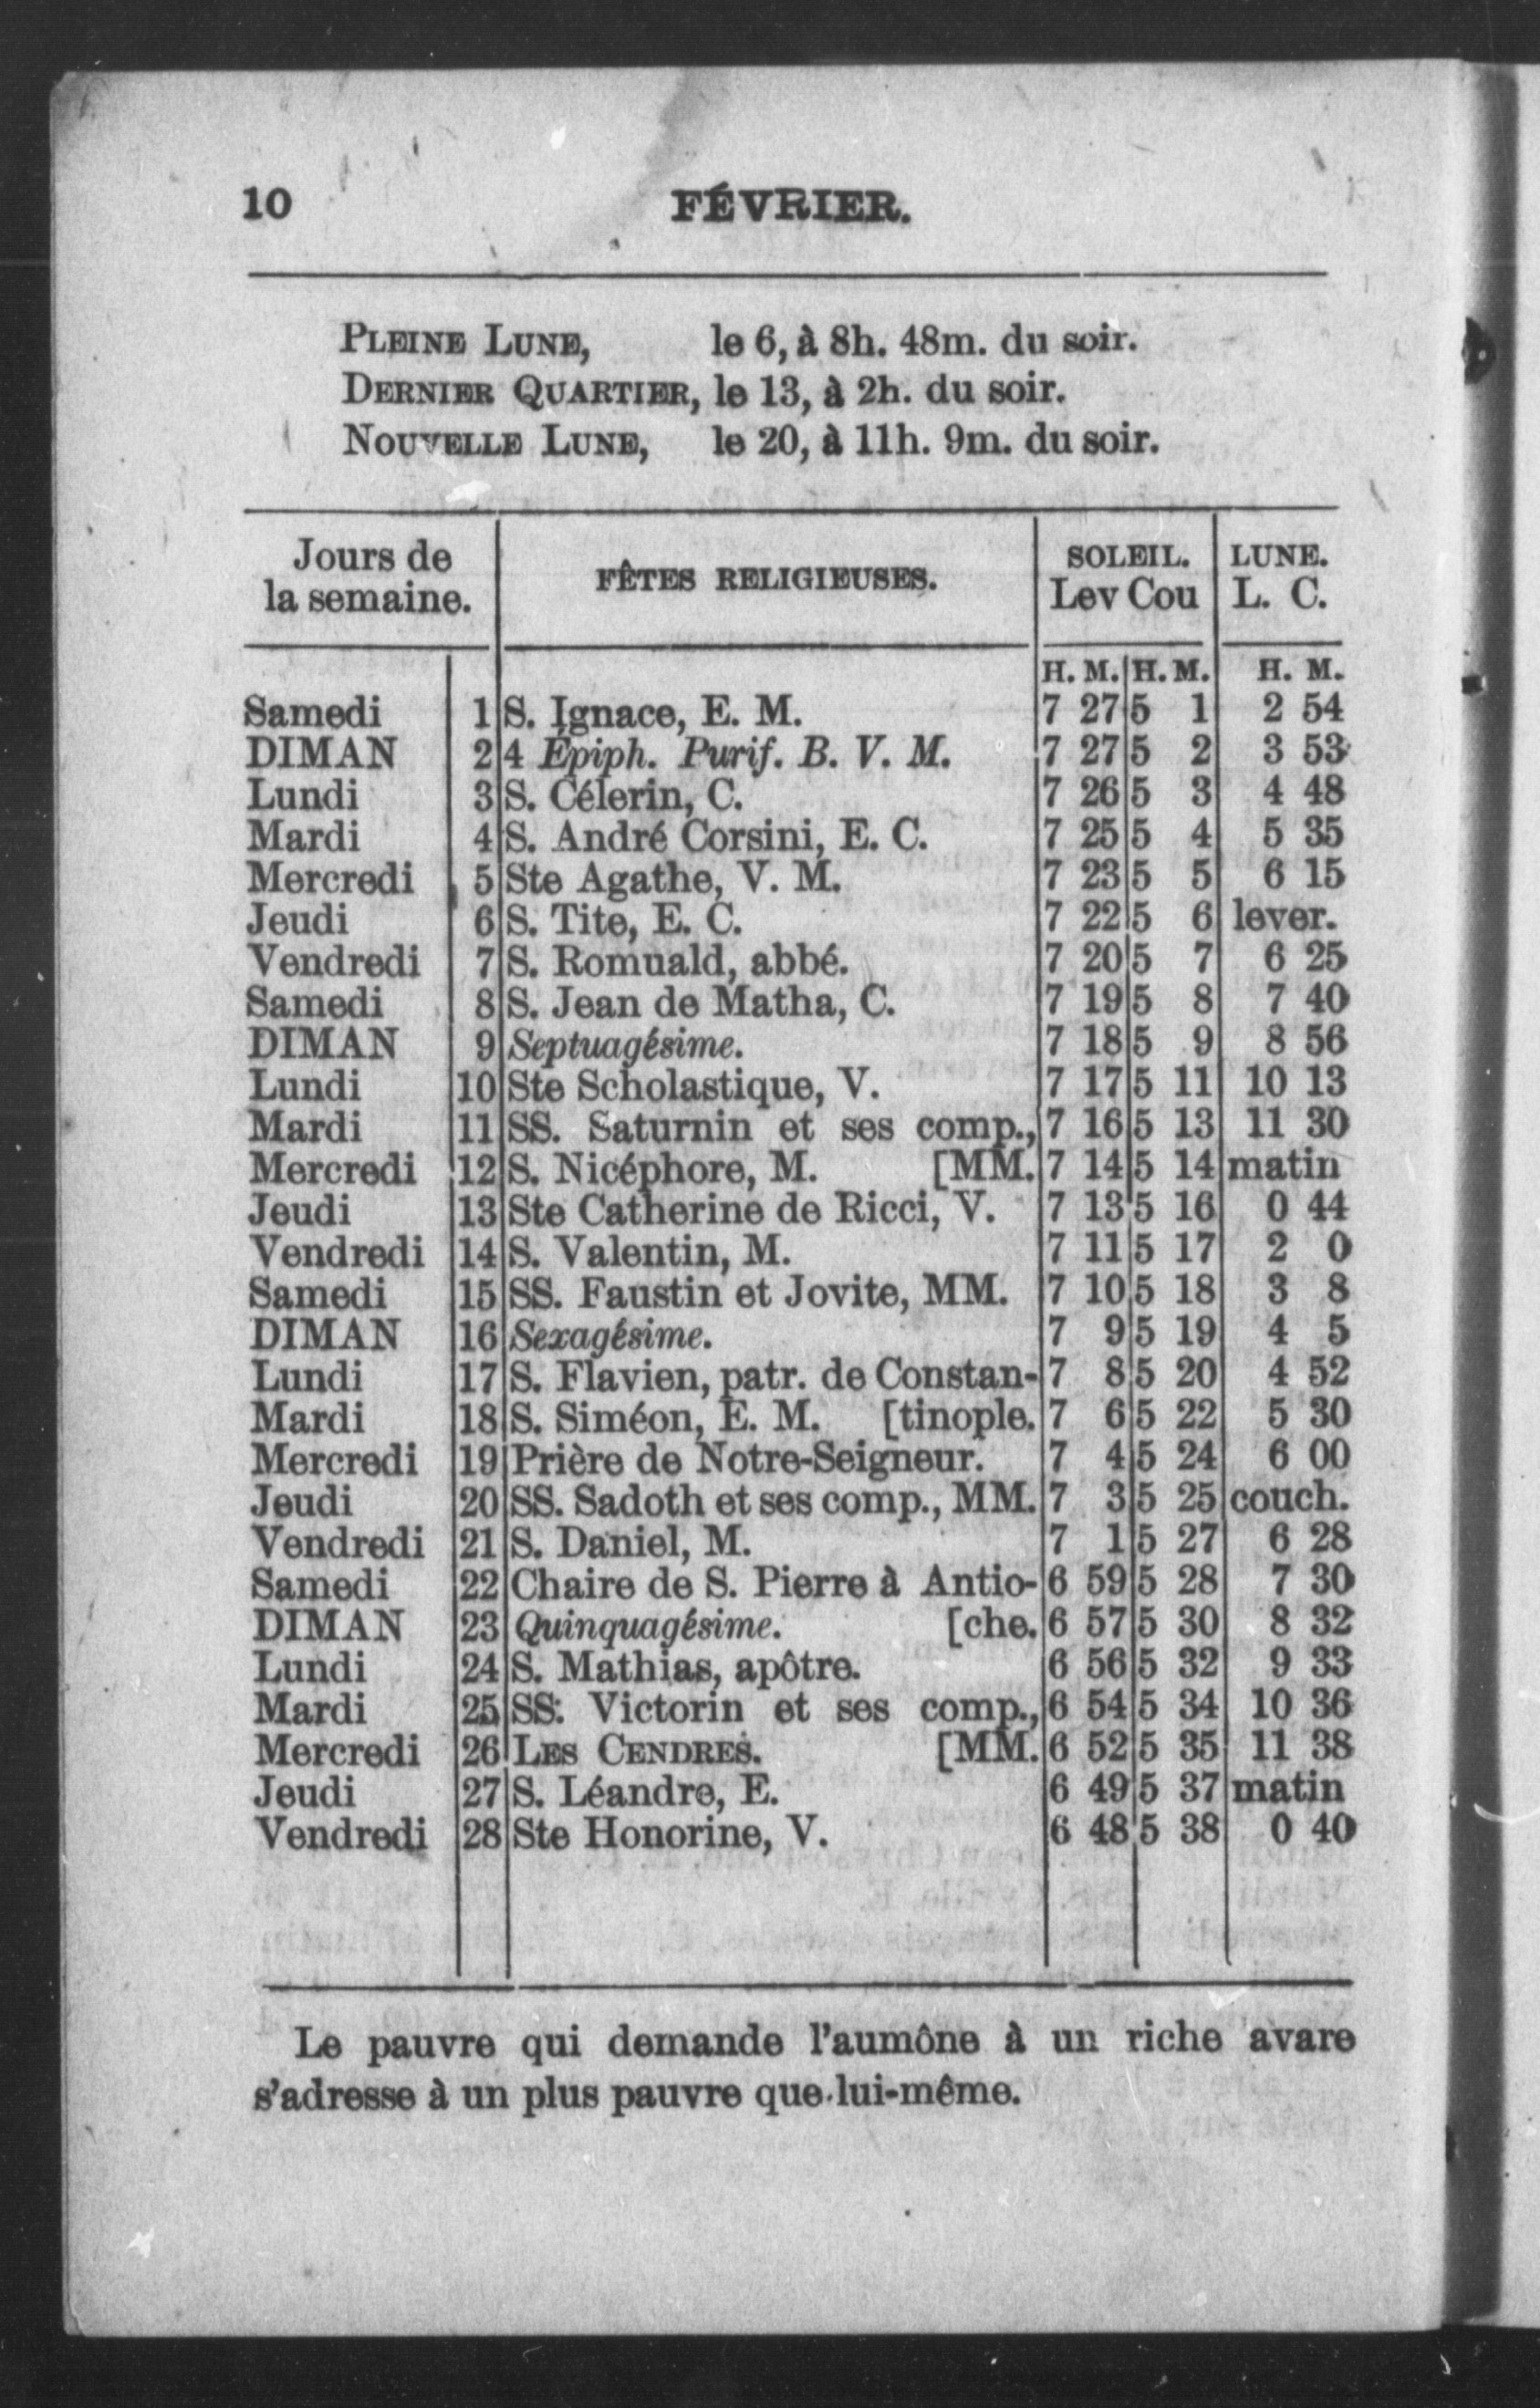 10 FÉVRIER.
PLEINE LUNE, le 6, à 8h. 48m. du soir.
DERNIER QUARTIER, le 13, à 2h. du soir.
NOUVELLE LUNE, le 20, à 11h. 9m. du soir.
Jours de la semaine. FÊTES RELIGIEUSES. SOLEIL. Lev Cou LUNE. L. C.
H. M. H. M. H. M.
Samedi 1 S. Ignace, E. M. 7 27 5 1 2 54
DIMAN 2 4 Épiph. Purif. B. V. M. 7 27 5 2 3 53
Lundi 3 S. Célerin, C. 7 26 5 3 4 48
Mardi 4 S. André Corsini, E. C. 7 25 5 4 5 35
Mercredi 5 Ste Agathe, V. M. 7 23 5 5 6 15
Jeudi 6 S. Tite, E. C. 7 22 5 6 lever.
Vendredi 7 S. Romuald, abbé. 7 20 5 7 6 25
Samedi 8 S. Jean de Matha, C. 7 19 5 8 7 40
DIMAN 9 Septuagésime. 7 18 5 9 8 56
Lundi 10 Ste Scholastique, V. 7 17 5 11 10 13
Mardi 11 SS. Saturnin et ses comp., 7 16 5 13 11 30
Mercredi 12 S. Nicéphore, M. [MM. 7 14 5 14 matin
Jeudi 13 Ste Catherine de Ricci, V. 7 13 5 16 0 44
Vendredi 14 S. Valentin, M. 7 11 5 17 2 0
Samedi 15 SS. Faustin et Jovite, MM. 7 10 5 18 3 8
DIMAN 16 Sexagésime. 7 9 5 19 4 5
Lundi 17 S. Flavien, patr. de Constan- 7 8 5 20 4 52
Mardi 18 S. Siméon, E. M. [tinople. 7 6 5 22 5 30
Mercredi 19 Prière de Notre-Seigneur. 7 4 5 24 6 00
Jeudi 20 SS. Sadoth et ses comp., MM. 7 3 5 25 couch.
Vendredi 21 S. Daniel, M. 7 1 5 27 6 28
Samedi 22 Chaire de S. Pierre à Antio- 6 59 5 28 7 30
DIMAN 23 Quinquagésime. [che. 6 57 5 30 8 32
Lundi 24 S. Mathias, apôtre. 6 56 5 32 9 33
Mardi 25 SS. Victorin et ses comp., 6 54 5 34 10 36
Mercredi 26 LES CENDRES. [MM. 6 52 5 35 11 38
Jeudi 27 S. Léandre, E. 6 49 5 37 matin
Vendredi 28 Ste Honorine, V. 6 48 5 38 0 40
Le pauvre qui demande l'aumône à un riche avare
s'adresse à un plus pauvre que lui-même.